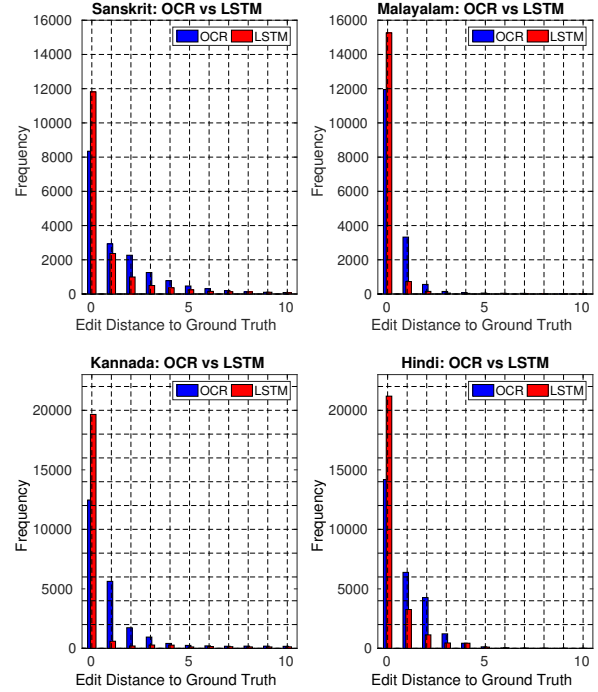 Sanskrit: OCR vs LSTM
OCR LSTM
16000
14000
12000
10000
8000
6000
4000
2000
0
Frequency
0 5 10
Edit Distance to Ground Truth
Malayalam: OCR vs LSTM
OCR LSTM
16000
14000
12000
10000
8000
6000
4000
2000
0
Frequency
0 5 10
Edit Distance to Ground Truth
Kannada: OCR vs LSTM
OCR LSTM
20000
15000
10000
5000
0
Frequency
0 5 10
Edit Distance to Ground Truth
Hindi: OCR vs LSTM
OCR LSTM
20000
15000
10000
5000
0
Frequency
0 5 10
Edit Distance to Ground Truth